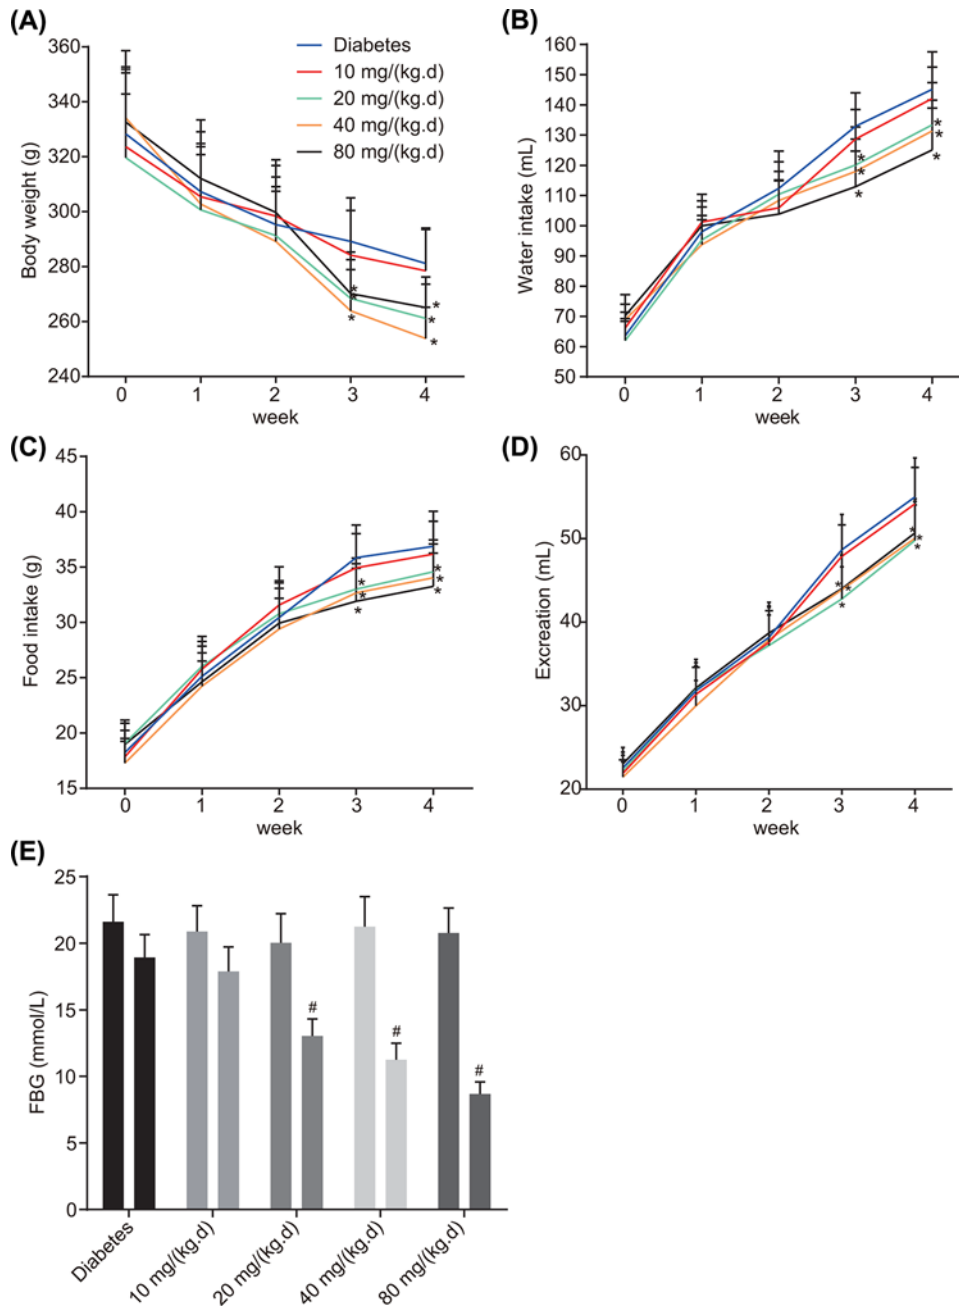 (A)
360
340
320
300
280
260
240
Body weight (g)
0 1 2 3 4
week
Diabetes
10 mg/(kg.d)
20 mg/(kg.d)
40 mg/(kg.d)
80 mg/(kg.d)
* * *
* * *
(B)
160
150
140
130
120
110
100
90
80
70
60
50
Water intake (mL)
0 1 2 3 4
week
* * *
* * *
(C)
45
40
35
30
25
20
15
Food intake (g)
0 1 2 3 4
week
* * *
* * *
(D)
60
50
40
30
20
Excreation (mL)
0 1 2 3 4
week
* * *
* * *
(E)
25
20
15
10
5
0
FBG (mmol/L)
# # #
Diabetes
10 mg/(kg.d)
20 mg/(kg.d)
40 mg/(kg.d)
80 mg/(kg.d)